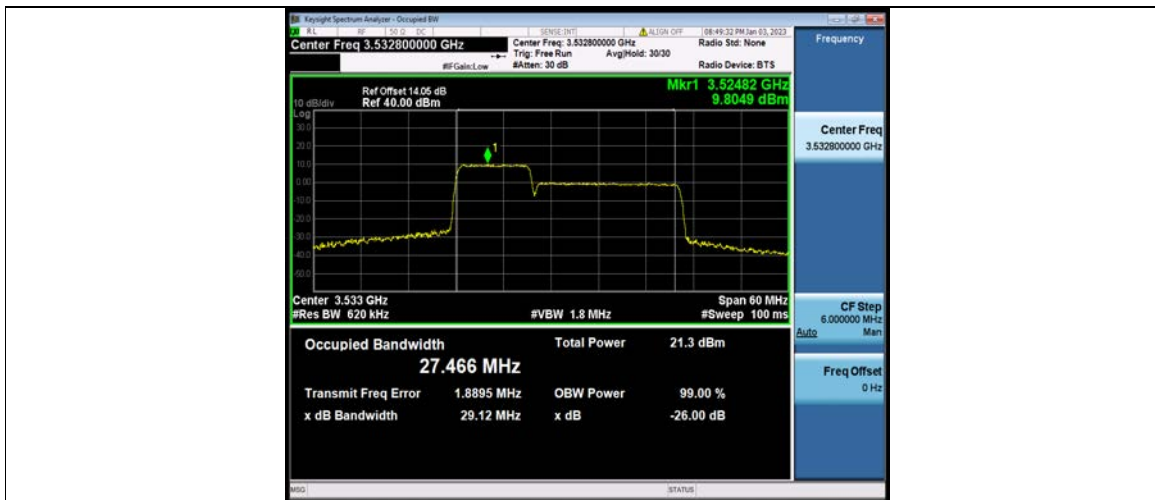 Keysight Spectrum Analyzer - Occupied BW
RL RF 50 Ω DC SENSE:INT ALIGN OFF 08:49:32 PM Jan 03, 2023
Center Freq 3.532800000 GHz
Center Freq: 3.532800000 GHz
Radio Std: None
Trig: Free Run
Avg|Hold: 30/30
#IFGain:Low
#Atten: 30 dB
Radio Device: BTS
Ref Offset 14.05 dB
Mkr1 3.52482 GHz
10 dB/div
Ref 40.00 dBm
9.8049 dBm
Log
30.0
20.0
10.0
0.00
-10.0
-20.0
-30.0
-40.0
-50.0
1
Center 3.533 GHz
Span 60 MHz
#Res BW 620 kHz
#VBW 1.8 MHz
#Sweep 100 ms
Occupied Bandwidth
Total Power
21.3 dBm
27.466 MHz
Transmit Freq Error
1.8895 MHz
OBW Power
99.00 %
x dB Bandwidth
29.12 MHz
x dB
-26.00 dB
MSG
STATUS
Frequency
Center Freq
3.532800000 GHz
CF Step
6.000000 MHz
Auto Man
Freq Offset
0 Hz